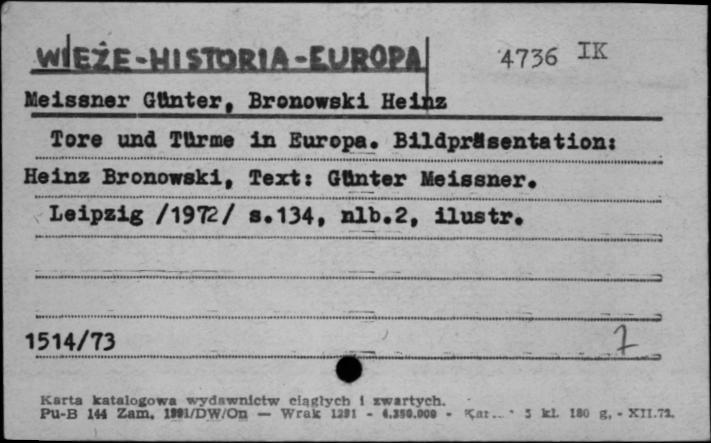 WIEŻE-HISTORIA-EUROPA 4736 IK
Meissner Günter, Bronowski Heinz
Tore und Türme in Europa. Bildpräsentation:
Heinz Bronowski, Text: Günter Meissner.
Leipzig /1972/ s.134, nlb.2, ilustr.
1514/73 7
Karta katalogowa wydawnictw ciągłych i zwartych.
Pu-B 144 Zam. 1991/DW/On — Wrak 1291 - 4.350.000 - Kar.. 5 kl. 180 g. - XII.72.